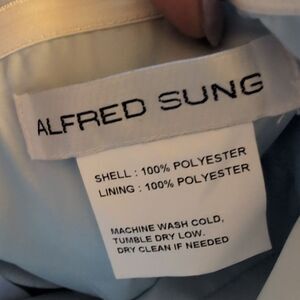 ALFRED SUNG
SHELL : 100% POLYESTER
LINING : 100% POLYESTER
MACHINE WASH COLD,
TUMBLE DRY LOW.
DRY CLEAN IF NEEDED